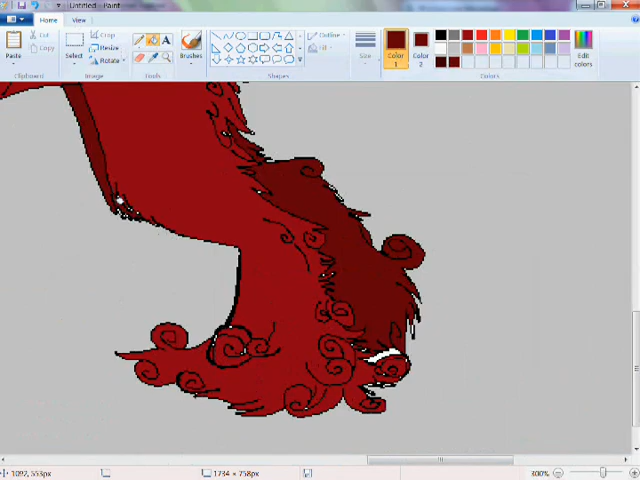 Untitled - Paint
Home View
Paste
Cut
Copy
Clipboard
Select
Crop
Resize
Rotate
Image
A
Tools
Brushes
Outline
Fill
Shapes
Size
Color
1
Color
2
Colors
Edit
colors
1092, 553px
1734 × 758px
300%